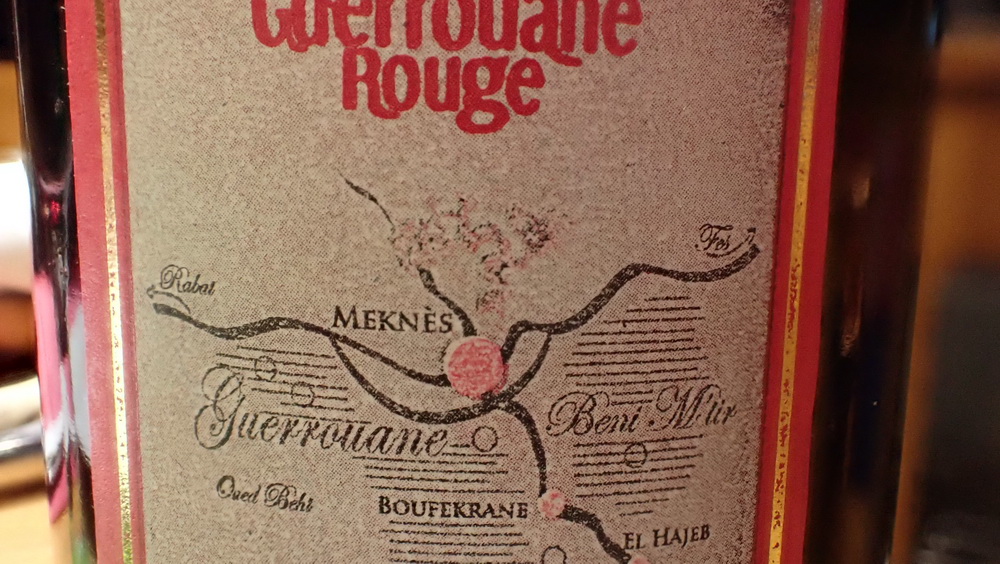 Guerrouane
Rouge
Fes
Rabat
MEKNÈS
Guerrouane
Beni M'tir
Oued Beht
BOUFEKRANE
EL HAJEB